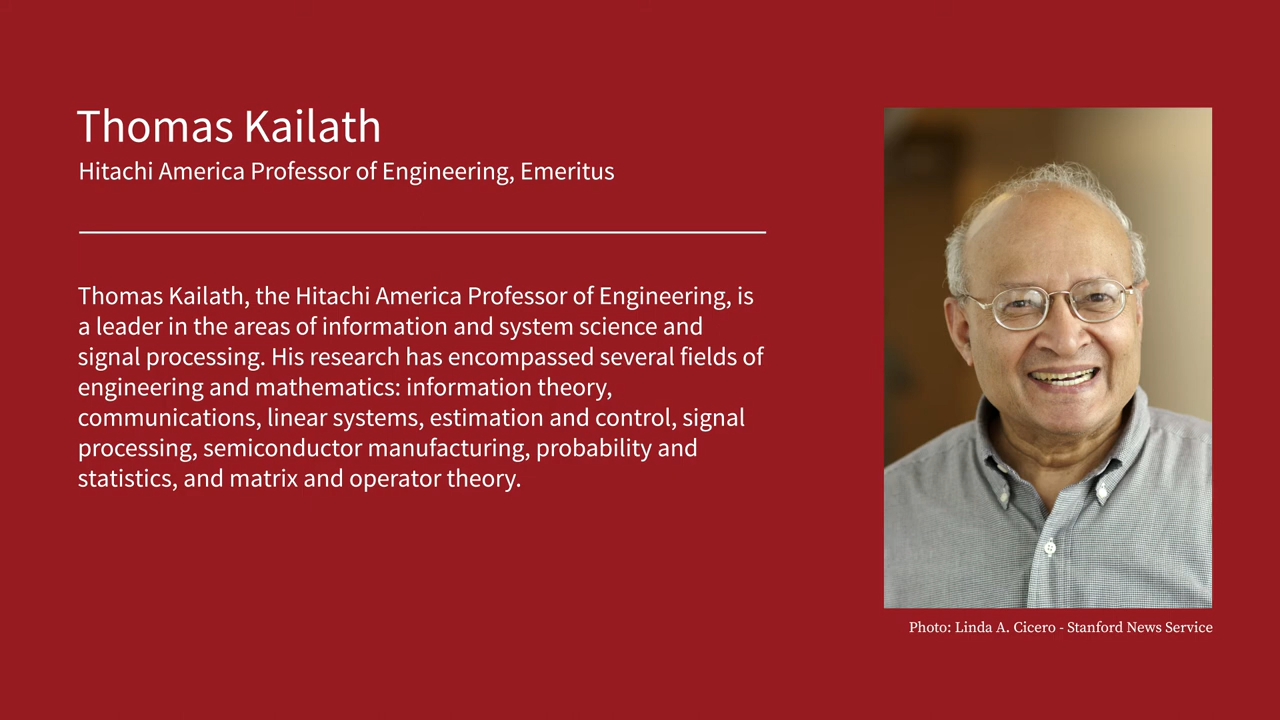 Thomas Kailath
Hitachi America Professor of Engineering, Emeritus
Thomas Kailath, the Hitachi America Professor of Engineering, is
a leader in the areas of information and system science and
signal processing. His research has encompassed several fields of
engineering and mathematics: information theory,
communications, linear systems, estimation and control, signal
processing, semiconductor manufacturing, probability and
statistics, and matrix and operator theory.
Photo: Linda A. Cicero - Stanford News Service